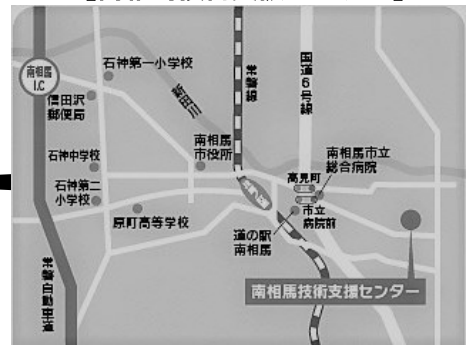 南相馬
I.C
石神第一小学校
信田沢
郵便局
新田川
常磐線
国道6号線
石神中学校
南相馬
市役所
南相馬市立
総合病院
高見町
石神第二
小学校
原町高等学校
市立
病院前
道の駅
南相馬
常磐自動車道
南相馬技術支援センター